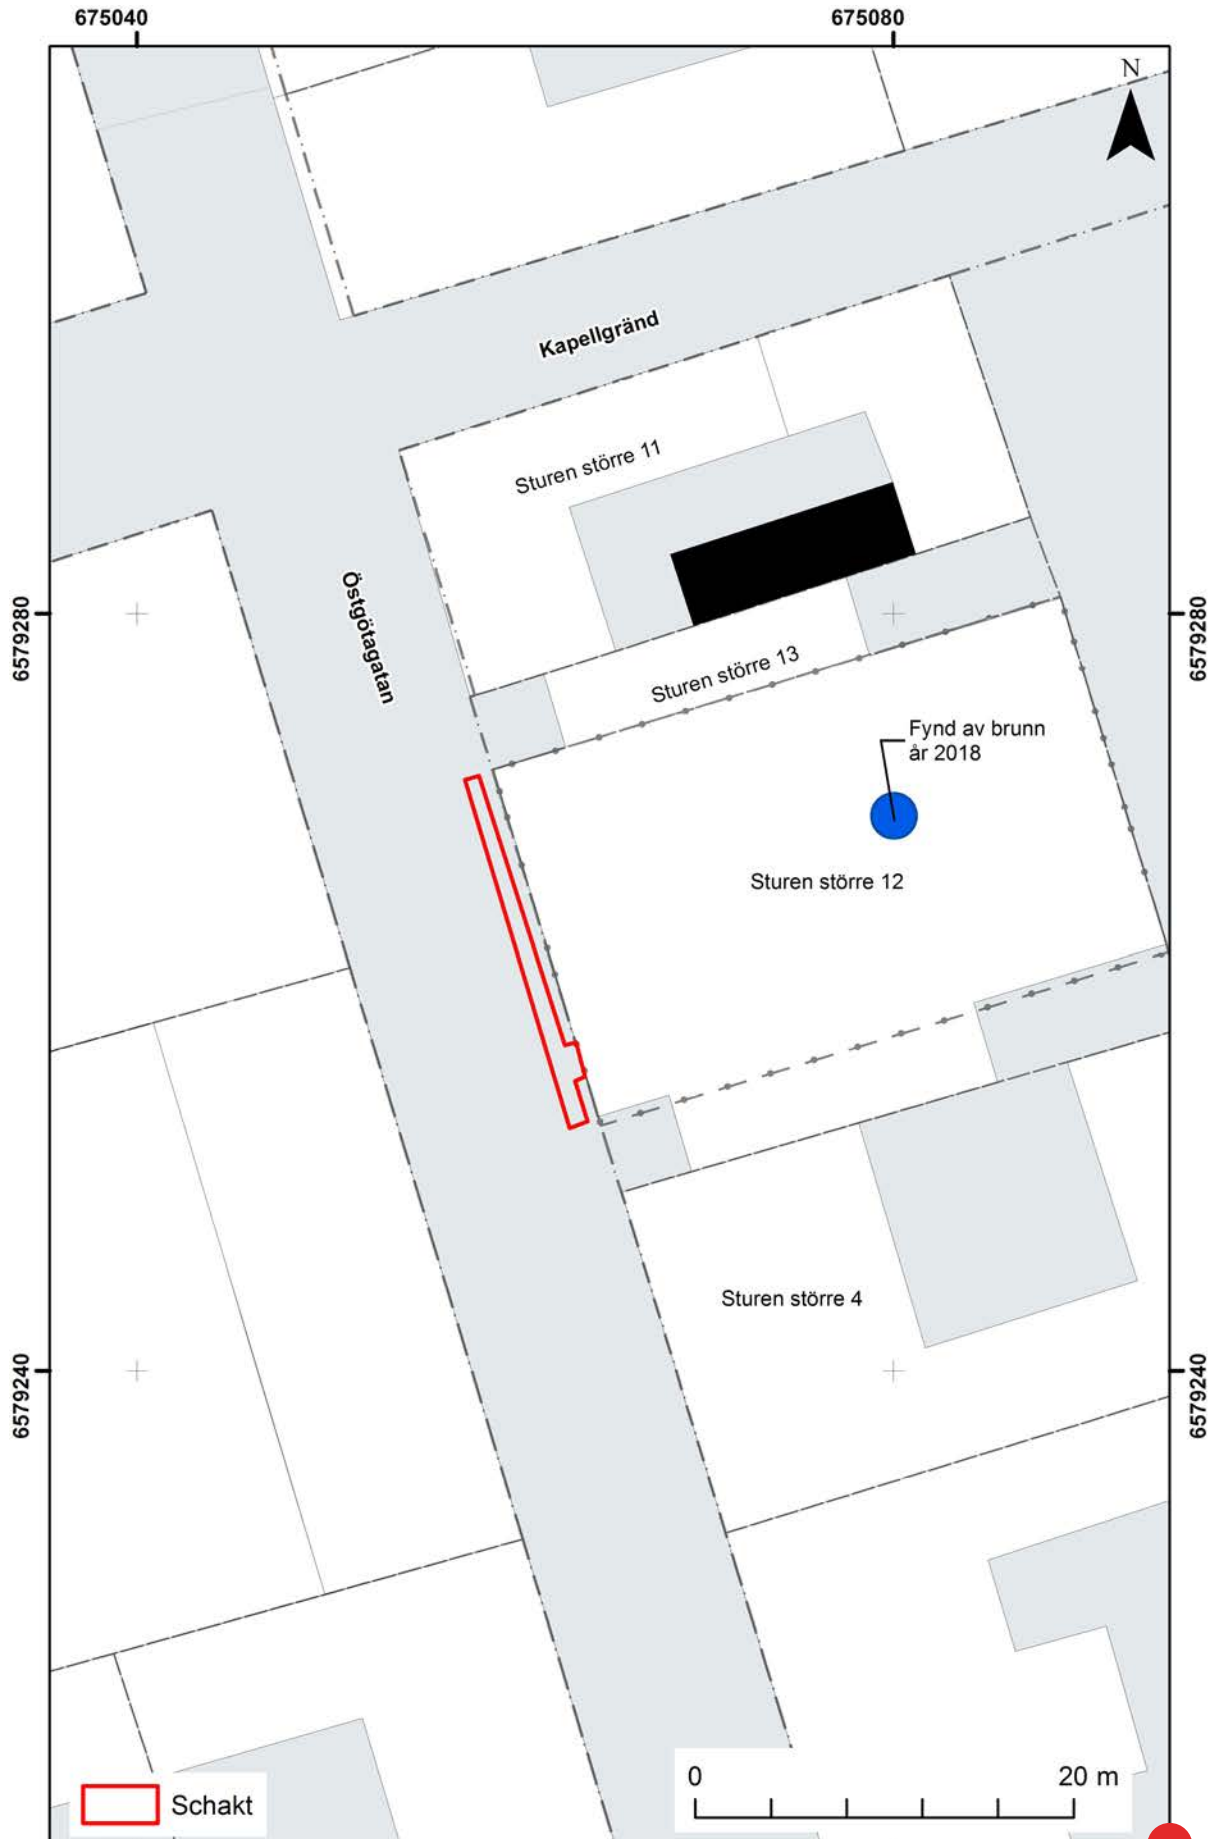 675040
675080
N
Kapellgränd
Sturen större 11
Östgötagatan
6579280
6579280
Sturen större 13
Fynd av brunn
år 2018
Sturen större 12
Sturen större 4
6579240
6579240
0
20 m
Schakt